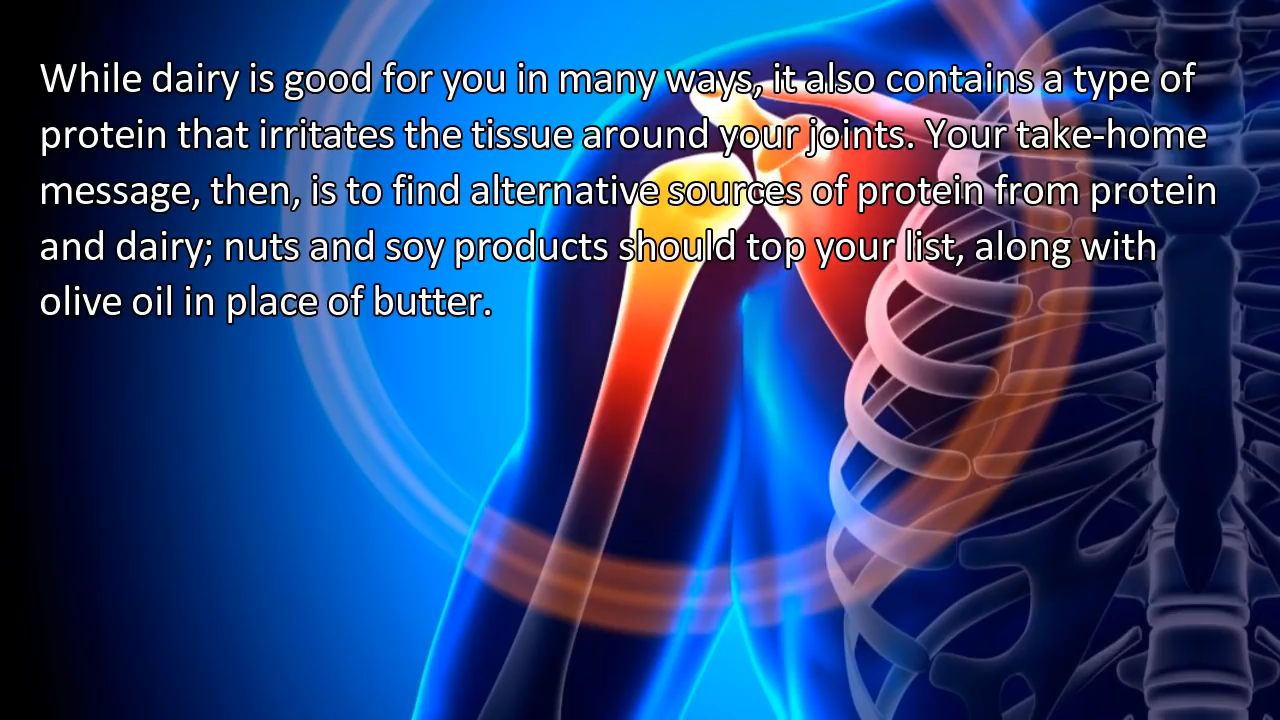 While dairy is good for you in many ways, it also contains a type of
protein that irritates the tissue around your joints. Your take-home
message, then, is to find alternative sources of protein from protein
and dairy; nuts and soy products should top your list, along with
olive oil in place of butter.